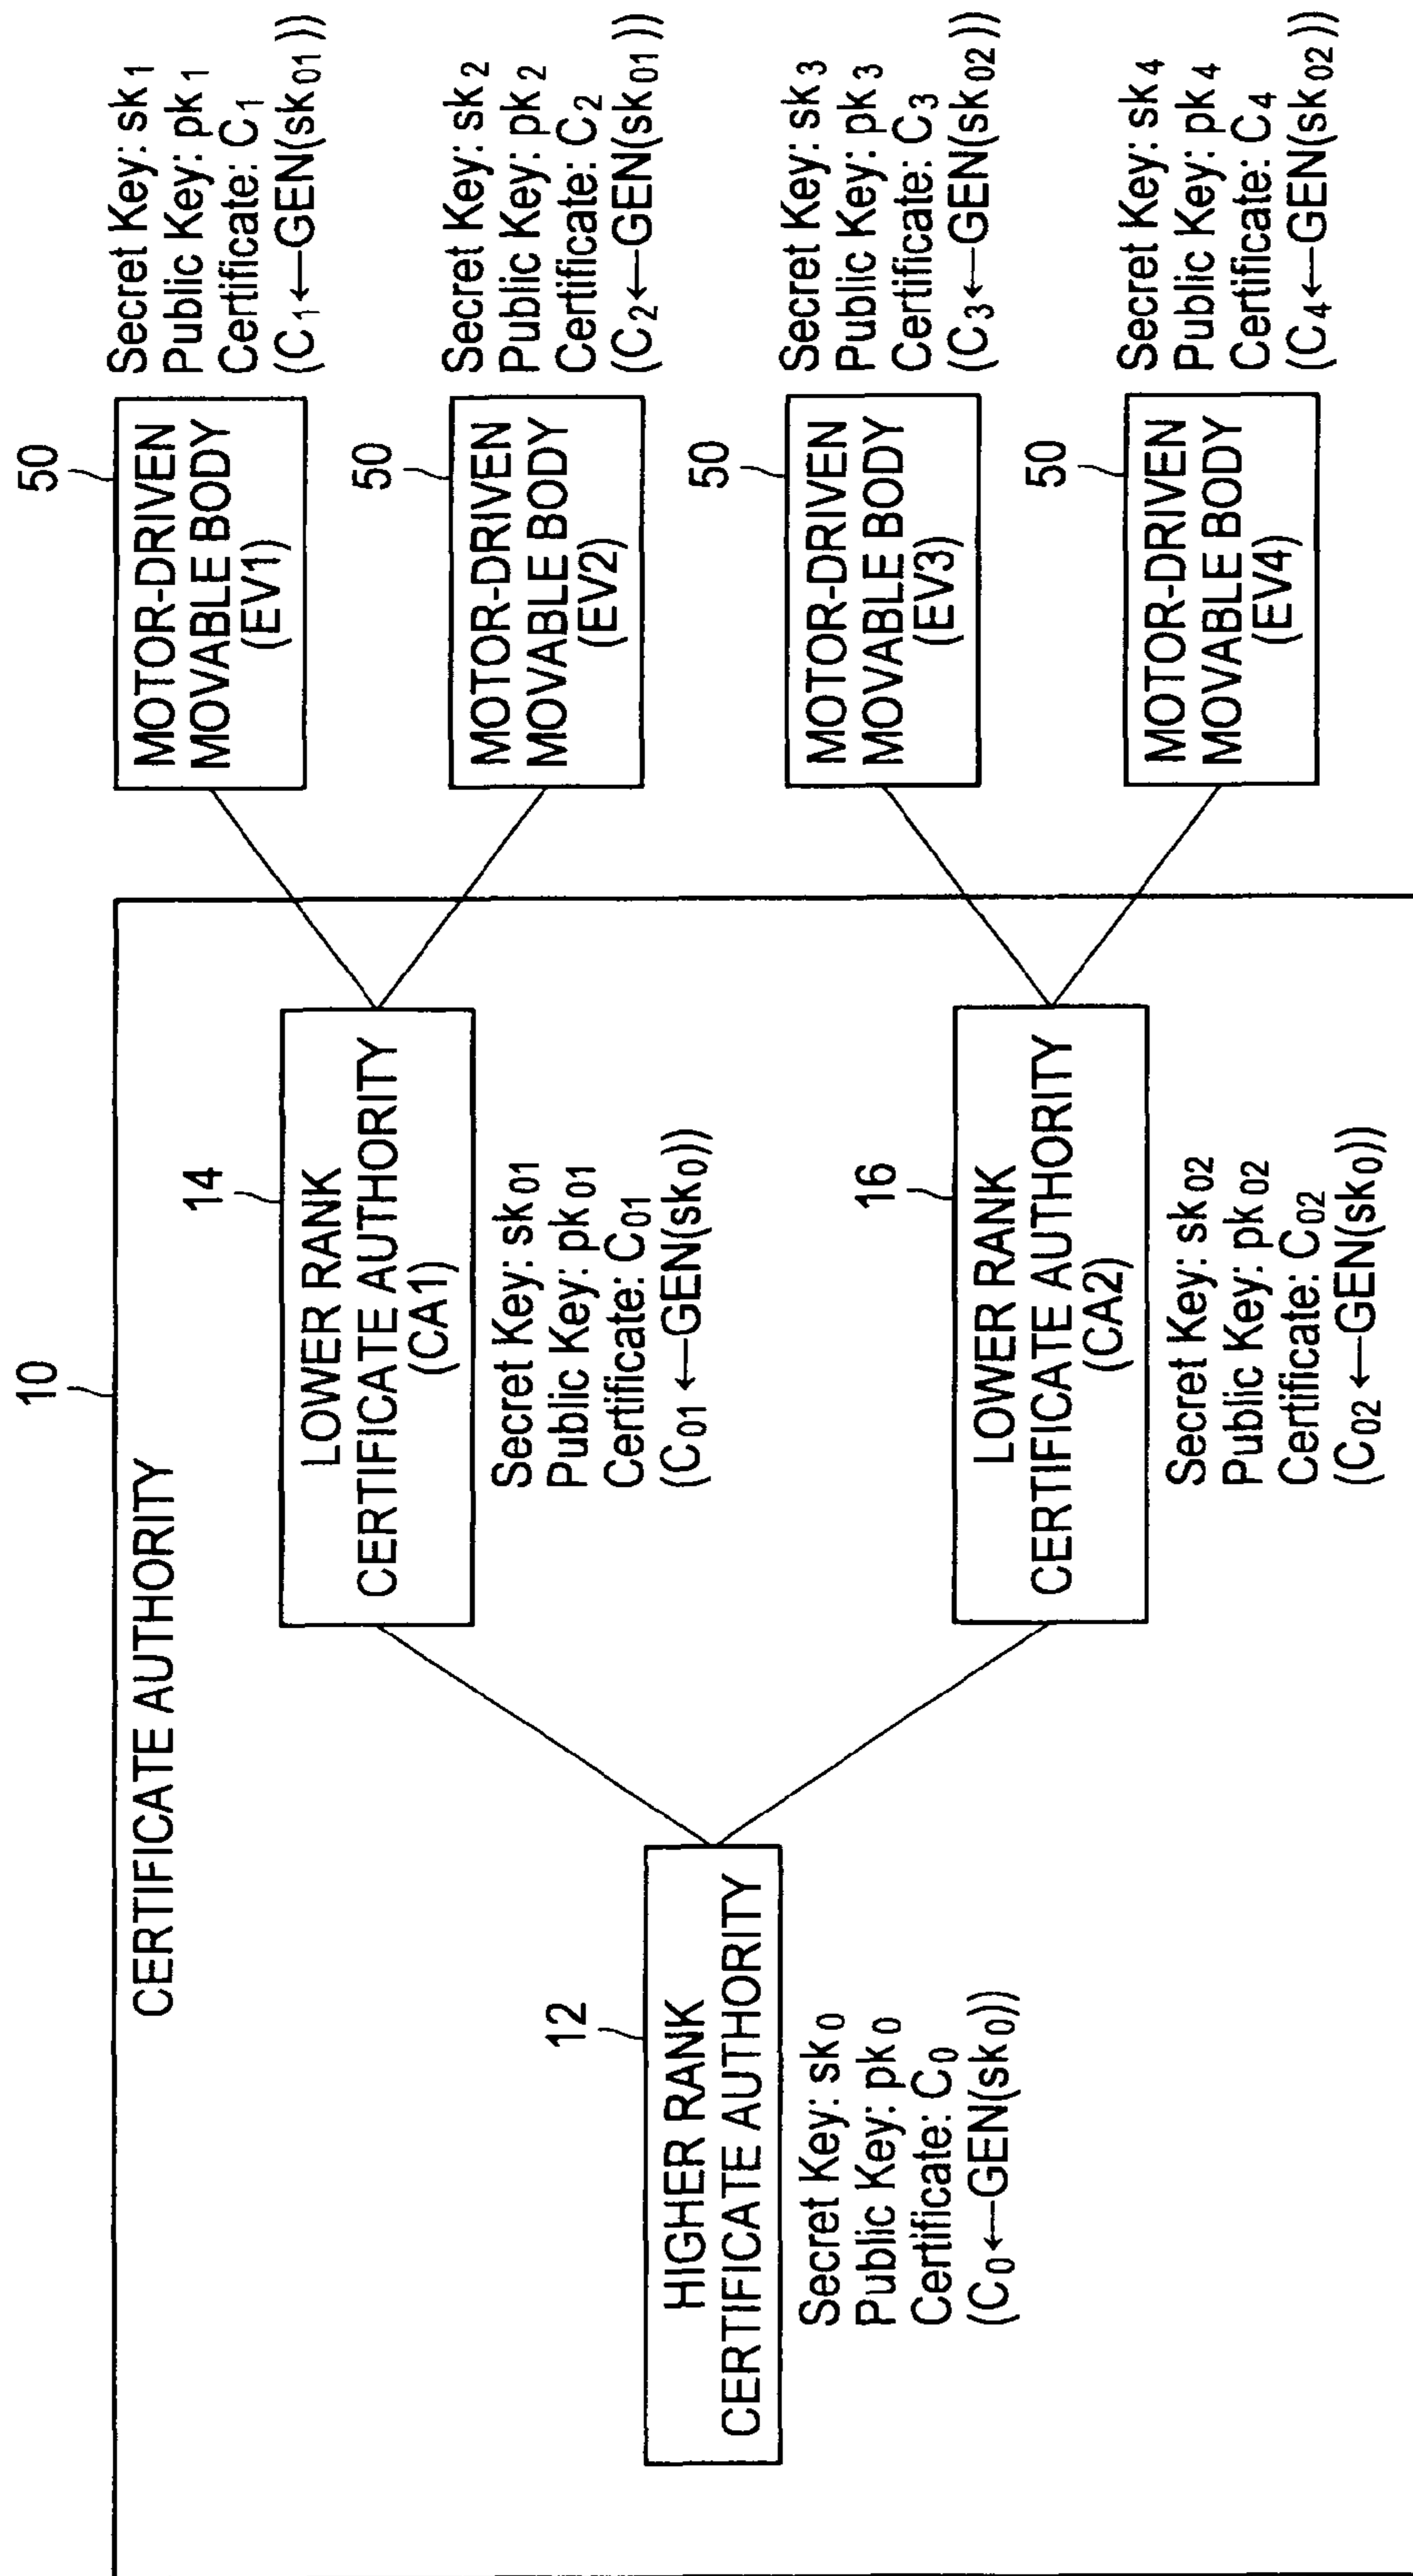 10
CERTIFICATE AUTHORITY
12
HIGHER RANK
CERTIFICATE AUTHORITY
Secret Key: sk₀
Public Key: pk₀
Certificate: C₀
(C₀←GEN(sk₀))
14
LOWER RANK
CERTIFICATE AUTHORITY
(CA1)
Secret Key: sk₀₁
Public Key: pk₀₁
Certificate: C₀₁
(C₀₁←GEN(sk₀))
16
LOWER RANK
CERTIFICATE AUTHORITY
(CA2)
Secret Key: sk₀₂
Public Key: pk₀₂
Certificate: C₀₂
(C₀₂←GEN(sk₀))
50
MOTOR-DRIVEN
MOVABLE BODY
(EV1)
Secret Key: sk₁
Public Key: pk₁
Certificate: C₁
(C₁←GEN(sk₀₁))
50
MOTOR-DRIVEN
MOVABLE BODY
(EV2)
Secret Key: sk₂
Public Key: pk₂
Certificate: C₂
(C₂←GEN(sk₀₁))
50
MOTOR-DRIVEN
MOVABLE BODY
(EV3)
Secret Key: sk₃
Public Key: pk₃
Certificate: C₃
(C₃←GEN(sk₀₂))
50
MOTOR-DRIVEN
MOVABLE BODY
(EV4)
Secret Key: sk₄
Public Key: pk₄
Certificate: C₄
(C₄←GEN(sk₀₂))